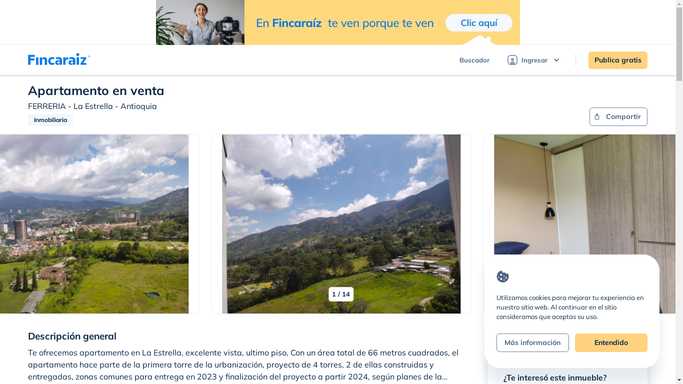 En Fincaraíz te ven porque te ven
Clic aquí
Fincaraíz
Buscador
Ingresar
Publica gratis
Apartamento en venta
FERRERIA - La Estrella - Antioquia
Inmobiliaria
Compartir
1 / 14
Utilizamos cookies para mejorar tu experiencia en
nuestro sitio web. Al continuar en el sitio
consideramos que aceptas su uso.
Más información
Entendido
Descripción general
Te ofrecemos apartamento en La Estrella, excelente vista, ultimo piso. Con un área total de 66 metros cuadrados, el
apartamento hace parte de la primera torre de la urbanización, proyecto de 4 torres, 2 de ellas construidas y
entregadas, zonas comunes para entrega en 2023 y finalización del proyecto a partir 2024, según planes de la...
¿Te interesó este inmueble?